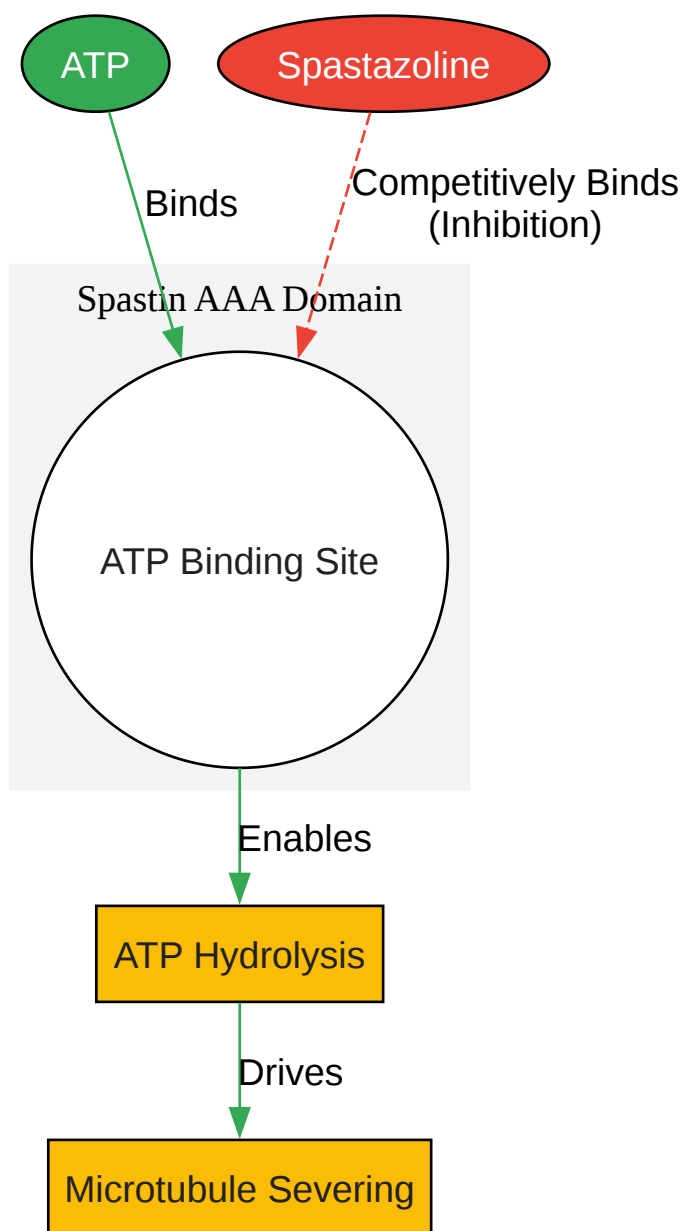 ATP
Spastazoline
Binds
Competitively Binds
(Inhibition)
Spastin AAA Domain
ATP Binding Site
Enables
ATP Hydrolysis
Drives
Microtubule Severing